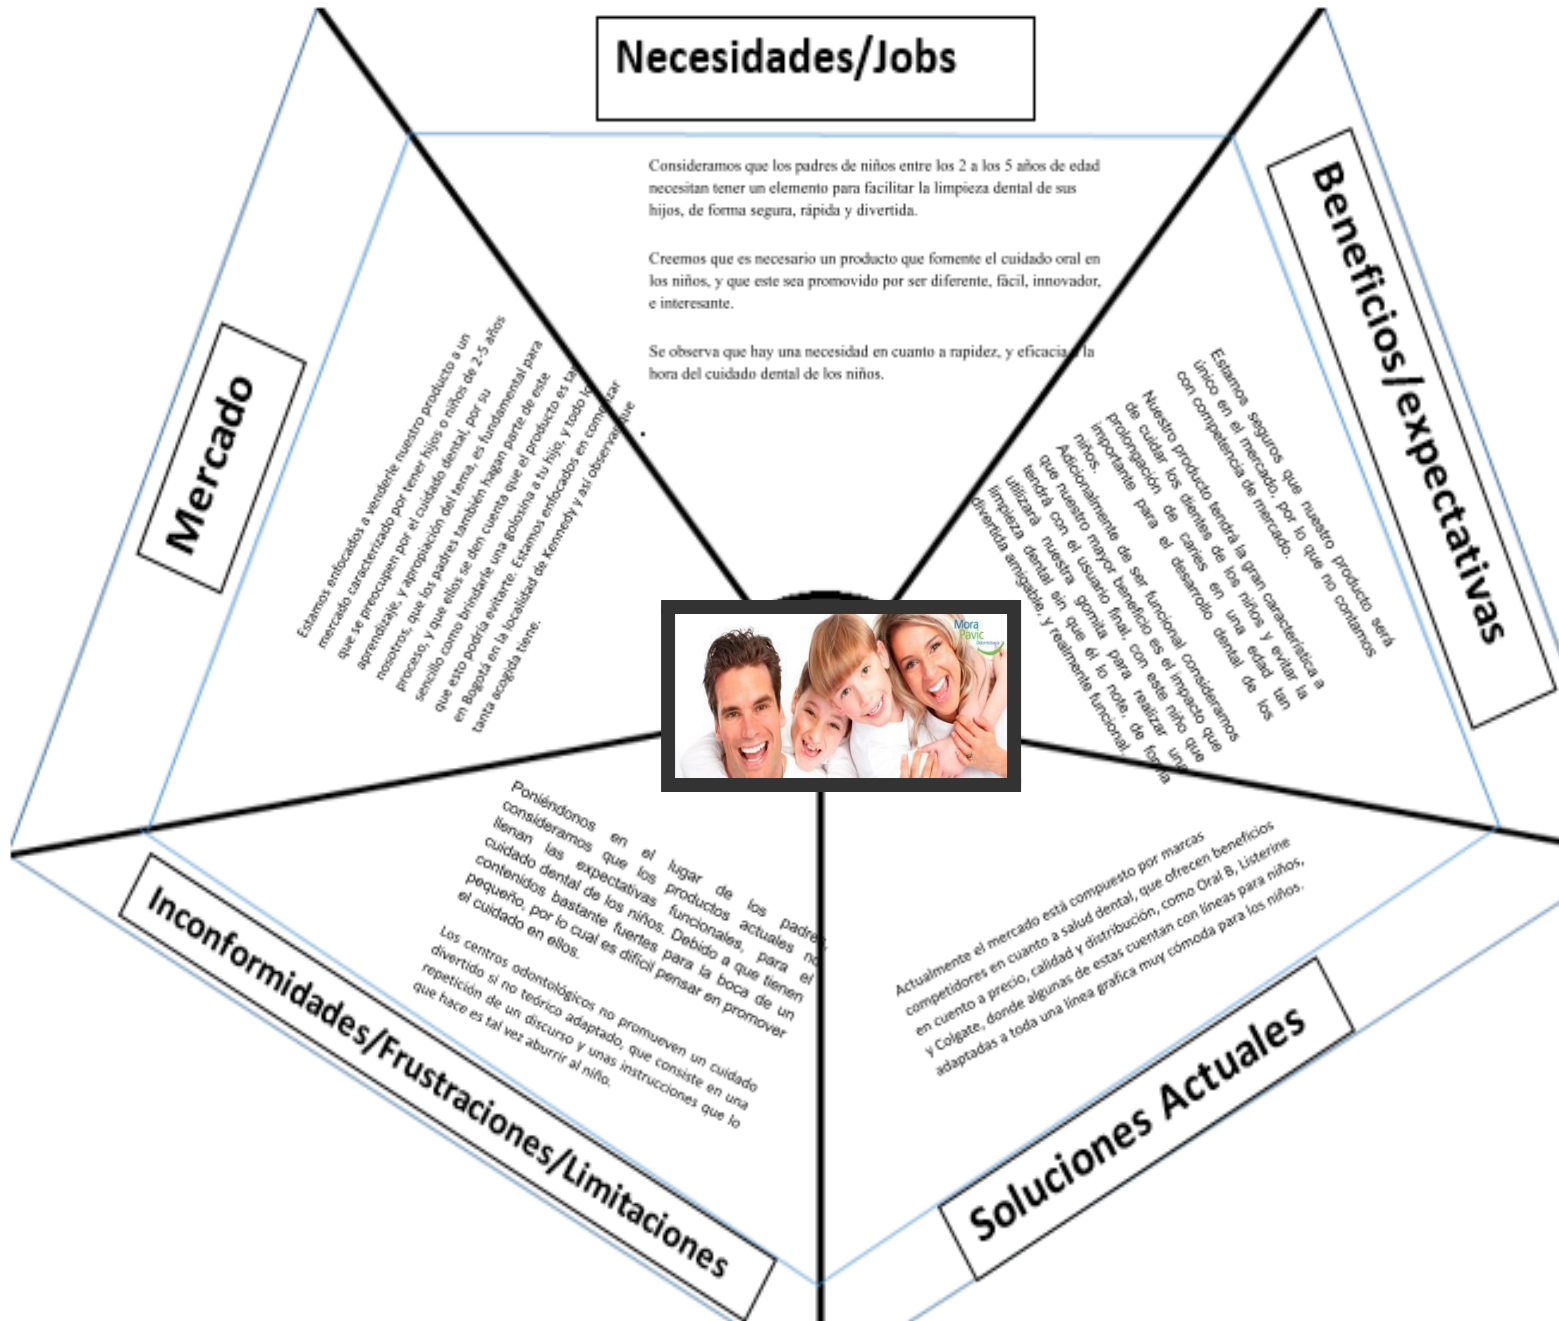 Necesidades/Jobs
Consideramos que los padres de niños entre los 2 a los 5 años de edad
necesitan tener un elemento para facilitar la limpieza dental de sus
hijos, de forma segura, rápida y divertida.
Creemos que es necesario un producto que fomente el cuidado oral en
los niños, y que este sea promovido por ser diferente, fácil, innovador,
e interesante.
Se observa que hay una necesidad en cuanto a rapidez, y eficacia a la
hora del cuidado dental de los niños.
Beneficios/expectativas
Estamos seguros que nuestro producto será
único en el mercado, por lo que no contamos
con competencia de mercado.
Nuestro producto tendrá la gran característica a
de cuidar los dientes de los niños y evitar la
prolongación de caries en una edad tan
importante para el desarrollo dental de los
niños.
Adicionalmente de ser funcional consideramos
que nuestro mayor beneficio es el impacto que
tendrá con el usuario final, con este niño que
utilizará nuestra gomita para realizar una
limpieza dental sin que él lo note, de forma
divertida amigable, y realmente funcional.
Mercado
Estamos enfocados a venderle nuestro producto a un
mercado caracterizado por tener hijos o niños de 2-5 años
que se preocupen por el cuidado dental, por su
aprendizaje, y apropiación del tema, es fundamental para
nosotros, que los padres también hagan parte de este
proceso, y que ellos se den cuenta que el producto es tan
sencillo como brindarle una golosina a tu hijo, y todo lo
que esto podría evitarte. Estamos enfocados en comenzar
en Bogotá en la localidad de Kennedy y así observar que
tanta acogida tiene.
Mora
Pavic
Odontología
Inconformidades/Frustraciones/Limitaciones
Poniéndonos en el lugar de los padres,
consideramos que los productos actuales no
llenan las expectativas funcionales, para el
cuidado dental de los niños. Debido a que tienen
contenidos bastante fuertes para la boca de un
pequeño, por lo cual es difícil pensar en promover
el cuidado en ellos.
Los centros odontológicos no promueven un cuidado
divertido si no teórico adaptado, que consiste en una
repetición de un discurso y unas instrucciones que lo
que hace es tal vez aburrir al niño.
Soluciones Actuales
Actualmente el mercado está compuesto por marcas
competidores en cuanto a salud dental, que ofrecen beneficios
en cuento a precio, calidad y distribución, como Oral B, Listerine
y Colgate, donde algunas de estas cuentan con líneas para niños,
adaptadas a toda una línea grafica muy cómoda para los niños.